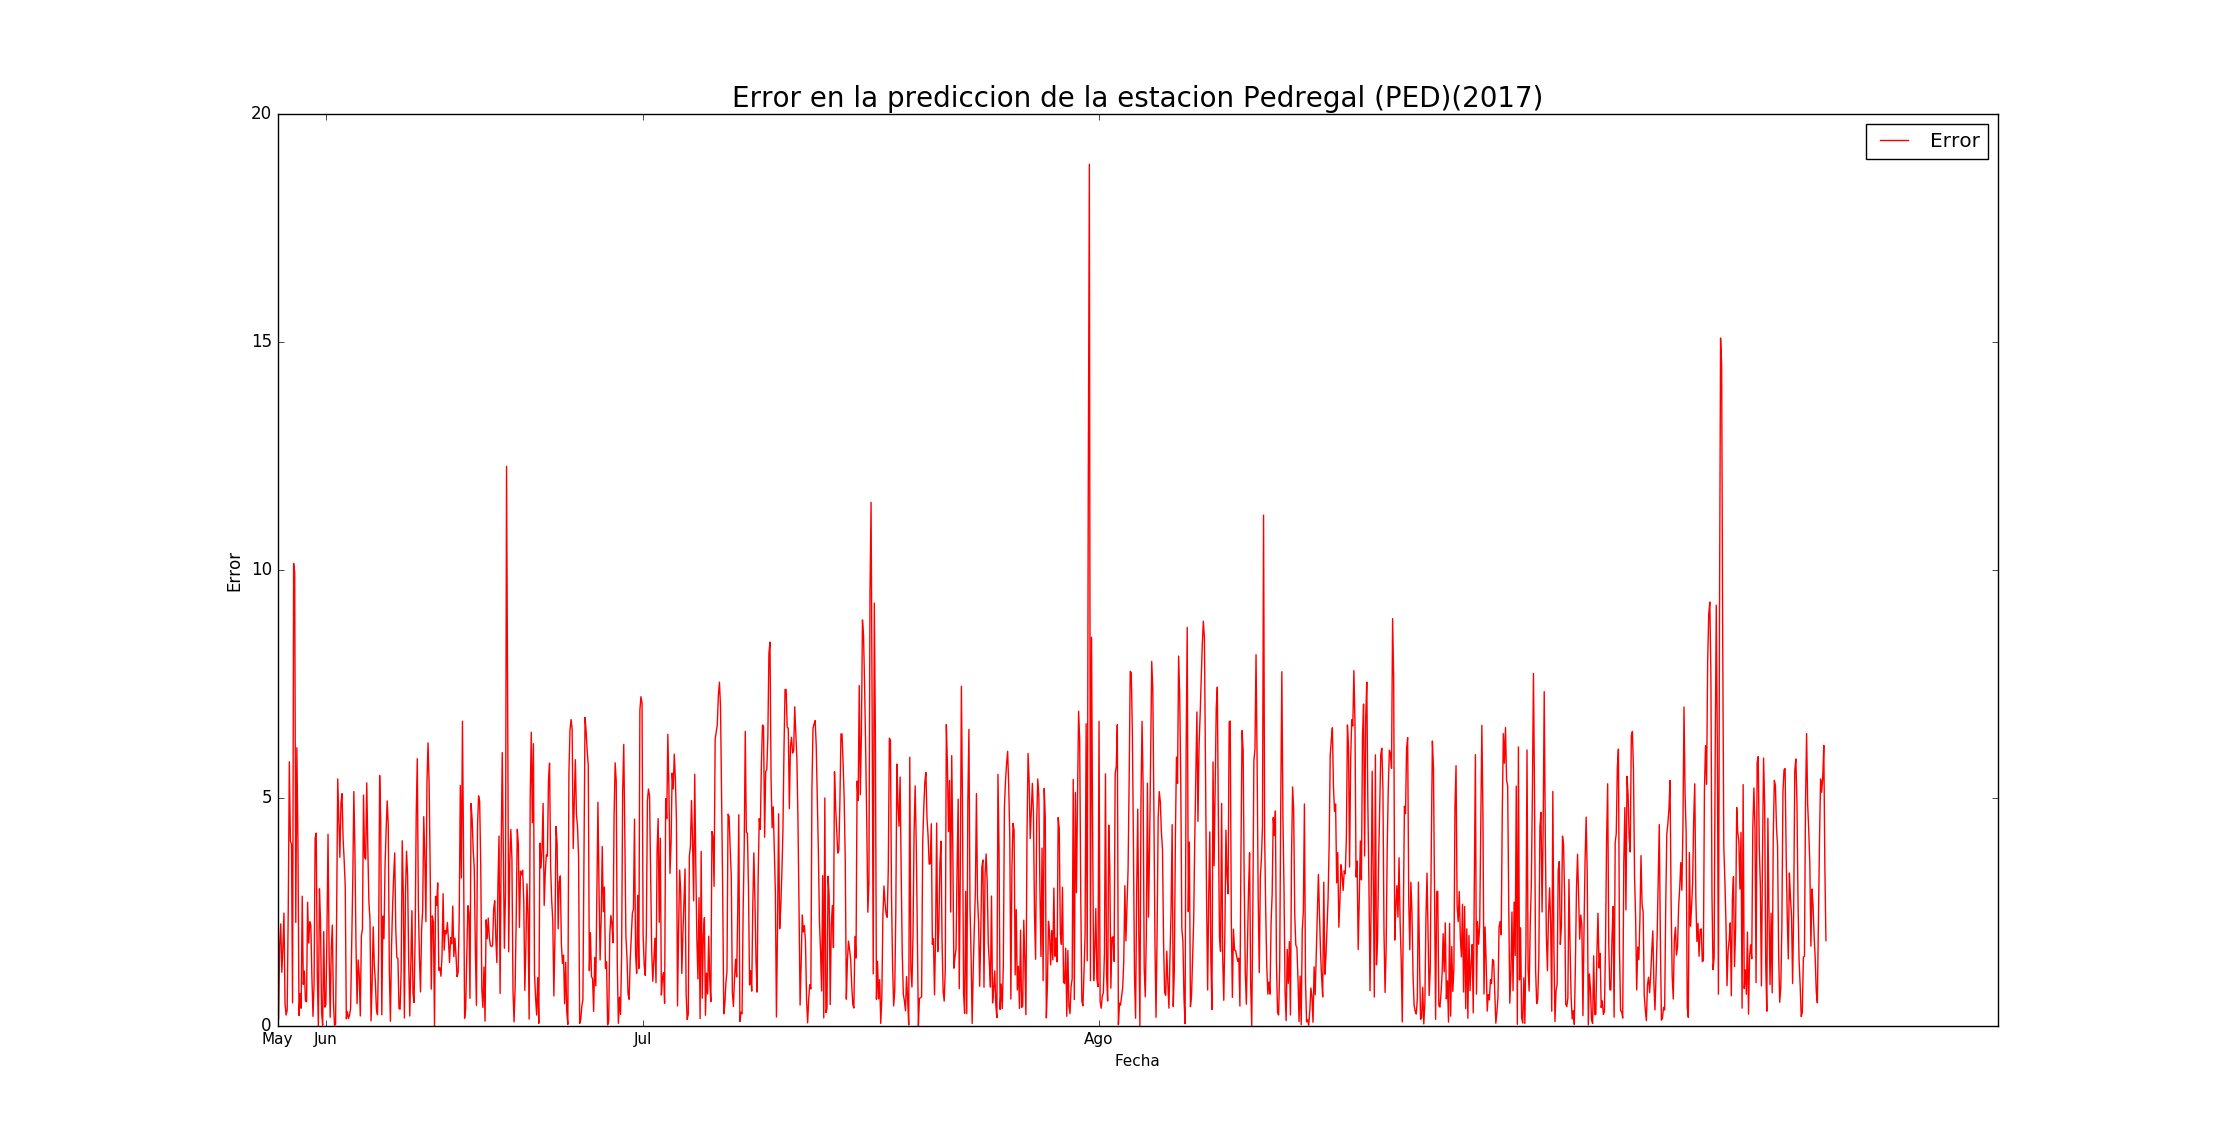 Error en la prediccion de la estacion Pedregal (PED)(2017)
20
Error
15
10
Error
5
0
May Jun Jul Ago
Fecha